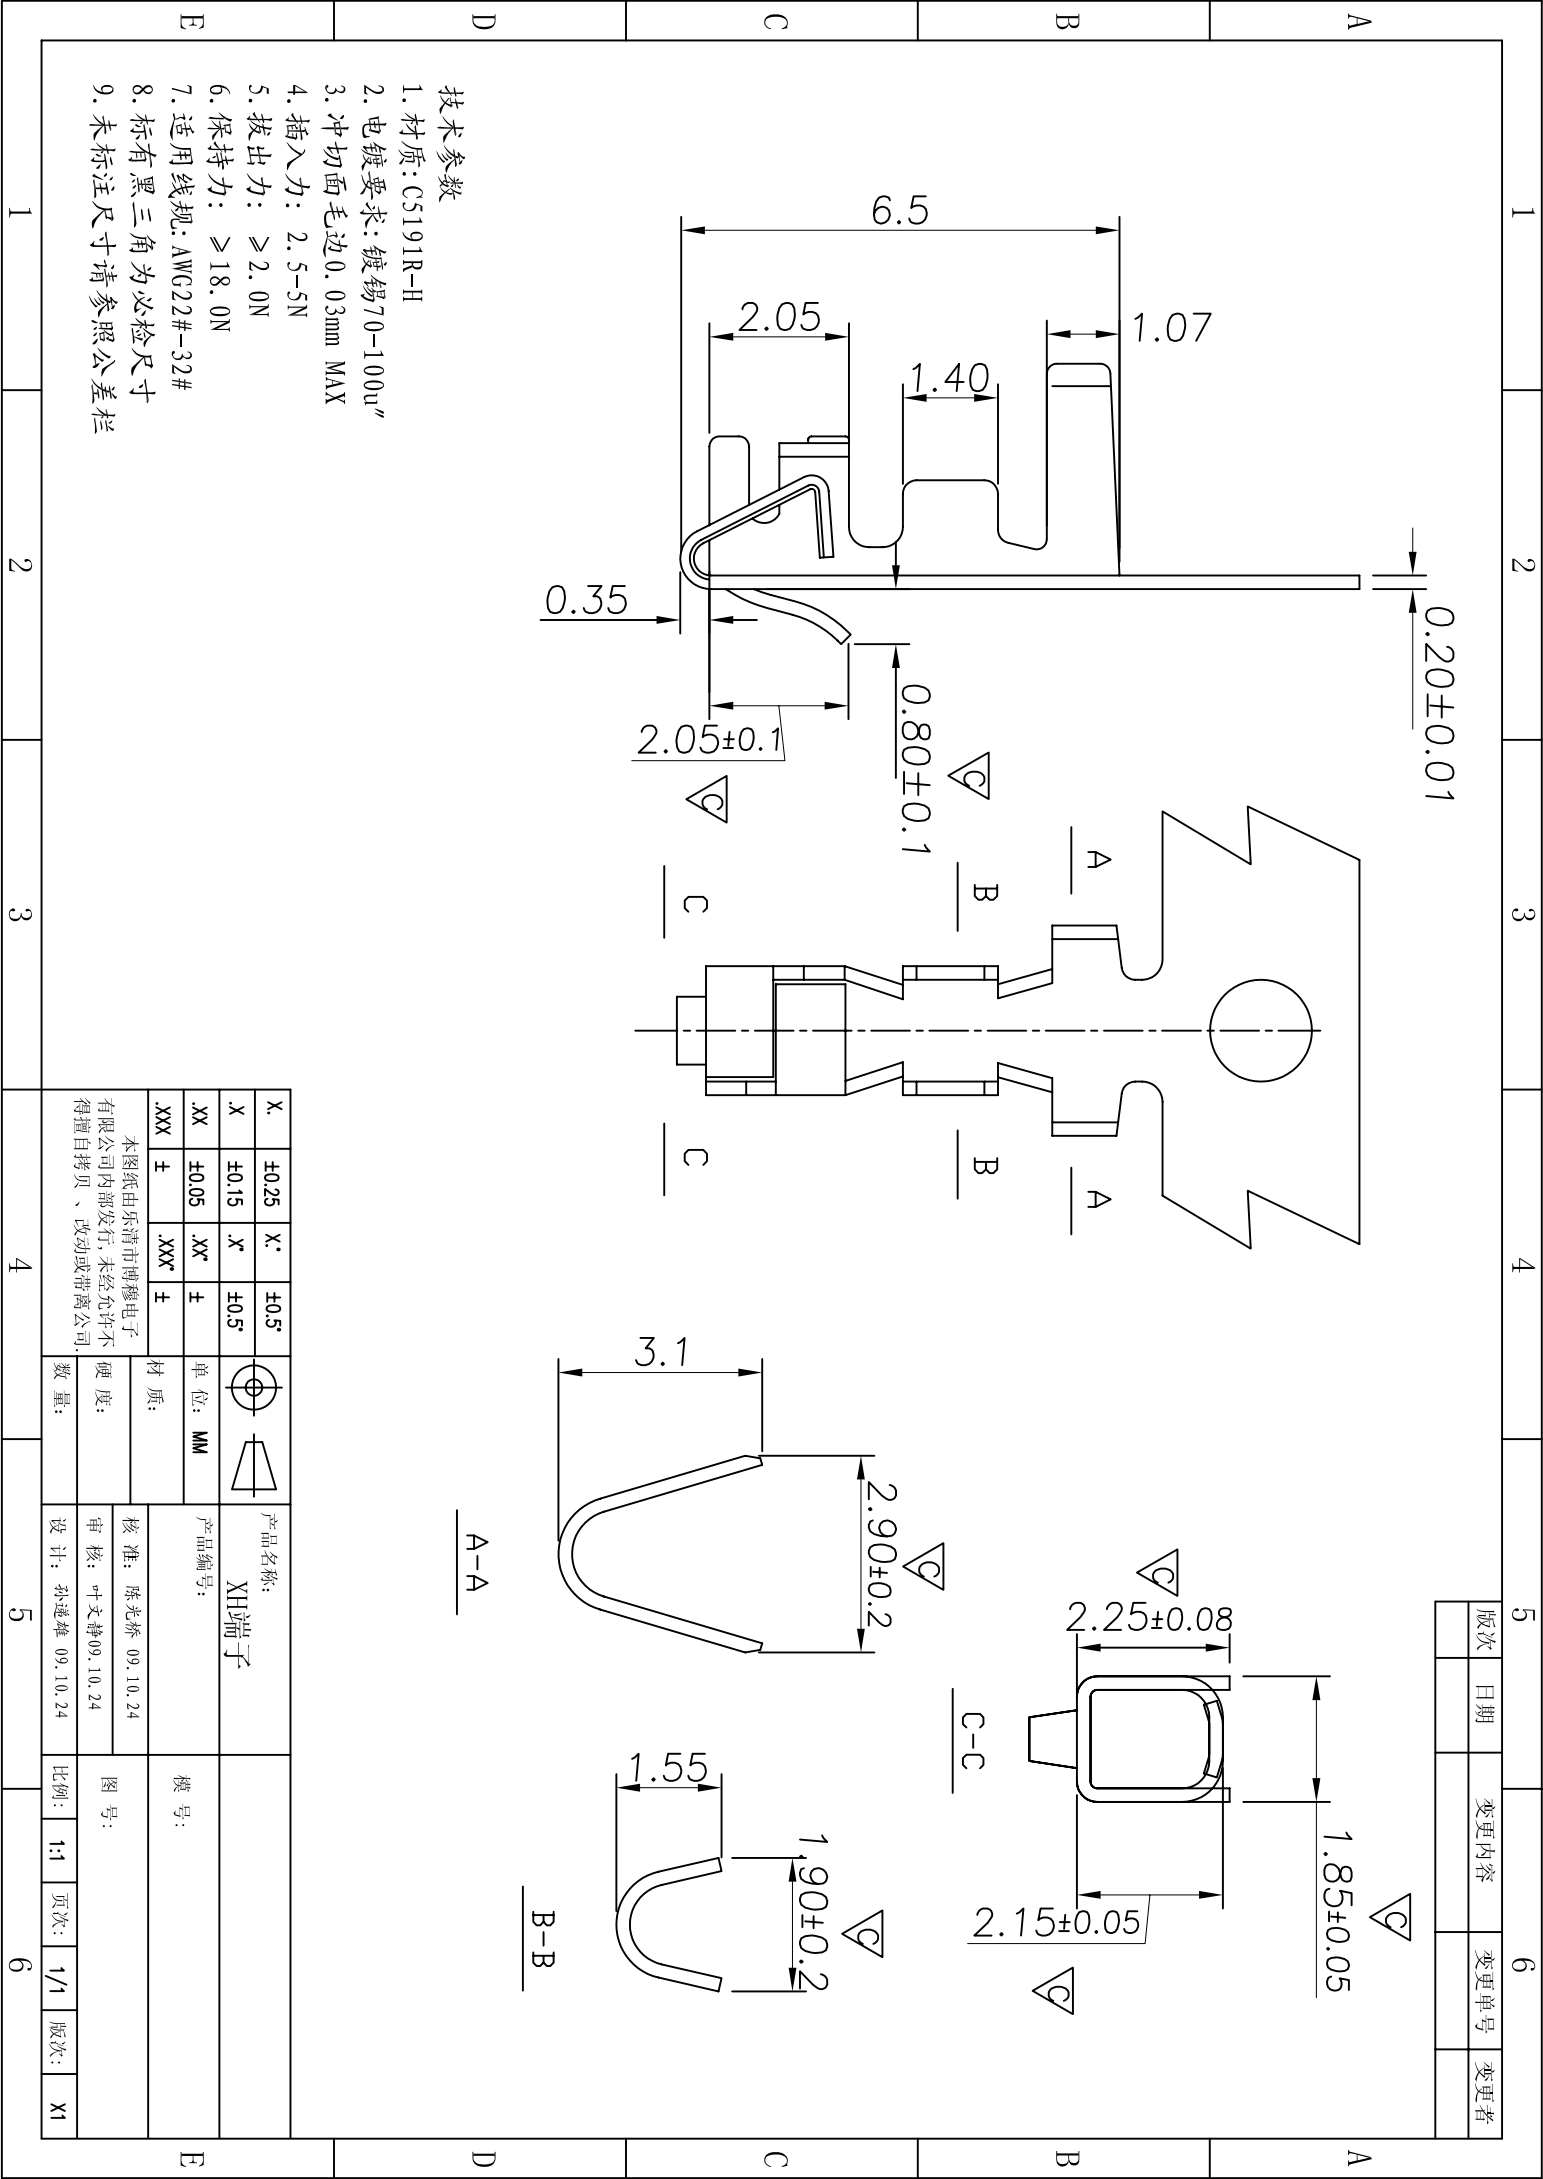 1
2
3
4
5
6
A
B
C
D
E
版次 日期 变更内容 变更单号 变更者
0.20±0.01
1.07
6.5
1.40
2.05
0.35
0.80±0.1
C
2.05±0.1
C
A
A
B
B
C
C
1.85±0.05
C
2.25±0.08
C
2.15±0.05
C
C-C
2.90±0.2
C
3.1
A-A
1.90±0.2
C
1.55
B-B
技术参数
1.材质:C5191R-H
2.电镀要求:镀锡70-100u"
3.冲切面毛边0.03mm MAX
4.插入力: 2.5-5N
5.拔出力: ≥2.0N
6.保持力: ≥18.0N
7.适用线规:AWG22#-32#
8.标有黑三角为必检尺寸
9.未标注尺寸请参照公差栏
X. ±0.25 X.° ±0.5°
.X ±0.15 .X° ±0.5°
.XX ±0.05 .XX° ±
.XXX ± .XXX° ±
本图纸由乐清市博穆电子
有限公司内部发行,未经允许不
得擅自拷贝、改动或带离公司.
单 位: MM
材 质:
硬 度:
数 量:
产品名称:
XH端子
产品编号:
核 准: 陈光桥 09.10.24
审 核: 叶文静09.10.24
设 计: 09.10.24
模 号:
图 号:
比例: 1:1 页次: 1/1 版次: X1
A
B
C
D
E
1
2
3
4
5
6